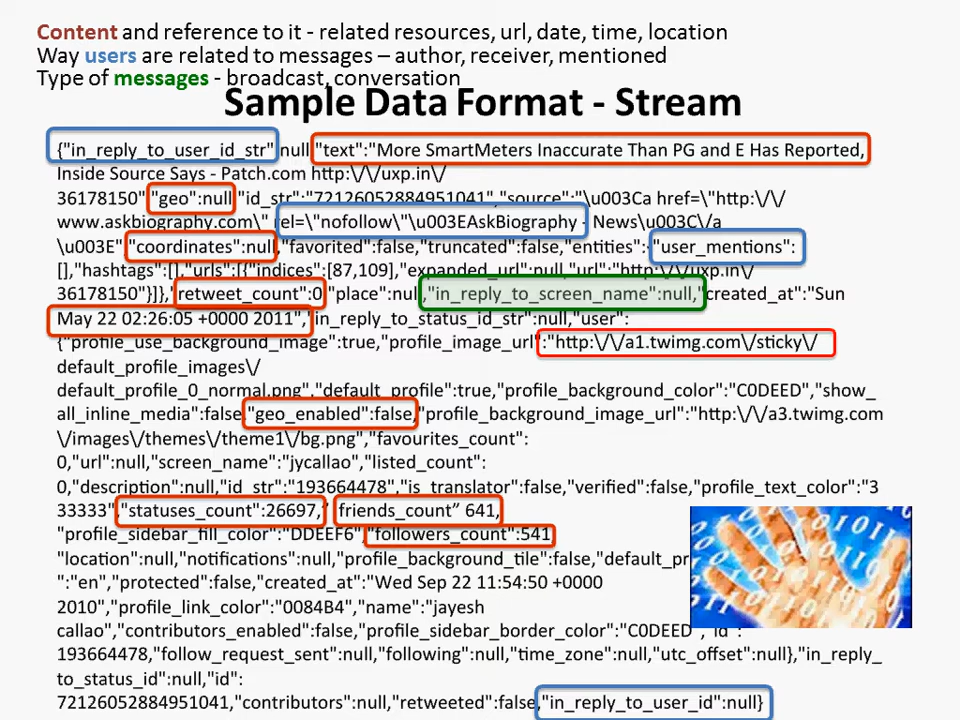 Content and reference to it - related resources, url, date, time, location
Way users are related to messages – author, receiver, mentioned
Type of messages - broadcast, conversation
Sample Data Format - Stream
{"in_reply_to_user_id_str":null,"text":"More SmartMeters Inaccurate Than PG and E Has Reported,
Inside Source Says - Patch.com http:\/\/uxp.in\/
36178150","geo":null,"id_str":"72126052884951041","source":"\u003Ca href=\"http:\/\/
www.askbiography.com\" rel=\"nofollow\"\u003EAskBiography - News\u003C\/a
\u003E","coordinates":null,"favorited":false,"truncated":false,"entities":{"user_mentions":
[],"hashtags":[],"urls":[{"indices":[87,109],"expanded_url":null,"url":"http:\/\/uxp.in\/
36178150"}]},"retweet_count":0,"place":null,"in_reply_to_screen_name":null,"created_at":"Sun
May 22 02:26:05 +0000 2011","in_reply_to_status_id_str":null,"user":
{"profile_use_background_image":true,"profile_image_url":"http:\/\/a1.twimg.com\/sticky\/
default_profile_images\/
default_profile_0_normal.png","default_profile":true,"profile_background_color":"C0DEED","show_
all_inline_media":false,"geo_enabled":false,"profile_background_image_url":"http:\/\/a3.twimg.com
\/images\/themes\/theme1\/bg.png","favourites_count":
0,"url":null,"screen_name":"jycallao","listed_count":
0,"description":null,"id_str":"193664478","is_translator":false,"verified":false,"profile_text_color":"3
33333","statuses_count":26697," friends_count” 641,
"profile_sidebar_fill_color":"DDEEF6","followers_count":541
"location":null,"notifications":null,"profile_background_tile":false,"default_pr
":"en","protected":false,"created_at":"Wed Sep 22 11:54:50 +0000
2010","profile_link_color":"0084B4","name":"jayesh
callao","contributors_enabled":false,"profile_sidebar_border_color":"C0DEED","id":
193664478,"follow_request_sent":null,"following":null,"time_zone":null,"utc_offset":null},"in_reply_
to_status_id":null,"id":
72126052884951041,"contributors":null,"retweeted":false,"in_reply_to_user_id":null}